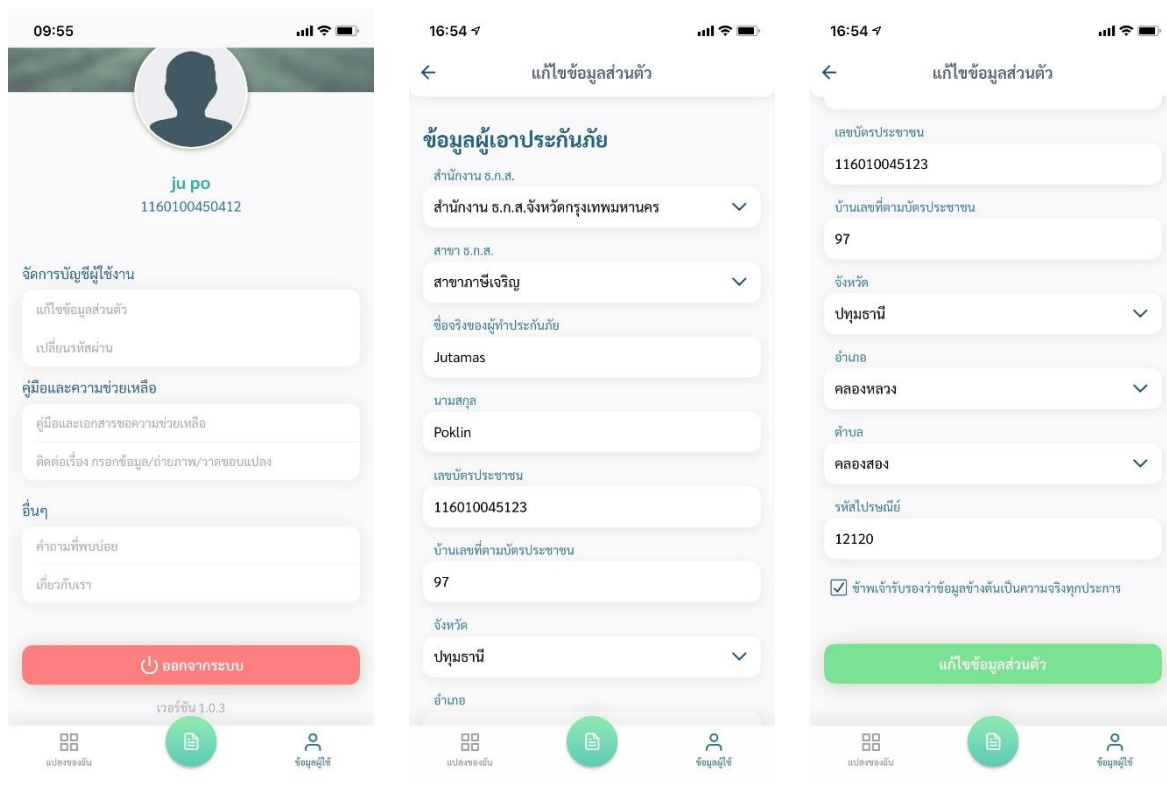 09:55
ju po
1160100450412
จัดการบัญชีผู้ใช้งาน
แก้ไขข้อมูลส่วนตัว
เปลี่ยนรหัสผ่าน
คู่มือและความช่วยเหลือ
คู่มือและเอกสารขอความช่วยเหลือ
ติดต่อเรื่อง กรอกข้อมูล/ถ่ายภาพ/วาดขอบแปลง
อื่นๆ
คำถามที่พบบ่อย
เกี่ยวกับเรา
ออกจากระบบ
เวอร์ชัน 1.0.3
แปลงของฉัน
ข้อมูลผู้ใช้
16:54
แก้ไขข้อมูลส่วนตัว
ข้อมูลผู้เอาประกันภัย
สำนักงาน ธ.ก.ส.
สำนักงาน ธ.ก.ส.จังหวัดกรุงเทพมหานคร
สาขา ธ.ก.ส.
สาขาภาษีเจริญ
ชื่อจริงของผู้ทำประกันภัย
Jutamas
นามสกุล
Poklin
เลขบัตรประชาชน
116010045123
บ้านเลขที่ตามบัตรประชาชน
97
จังหวัด
ปทุมธานี
อำเภอ
แปลงของฉัน
ข้อมูลผู้ใช้
16:54
แก้ไขข้อมูลส่วนตัว
เลขบัตรประชาชน
116010045123
บ้านเลขที่ตามบัตรประชาชน
97
จังหวัด
ปทุมธานี
อำเภอ
คลองหลวง
ตำบล
คลองสอง
รหัสไปรษณีย์
12120
ข้าพเจ้ารับรองว่าข้อมูลข้างต้นเป็นความจริงทุกประการ
แก้ไขข้อมูลส่วนตัว
แปลงของฉัน
ข้อมูลผู้ใช้